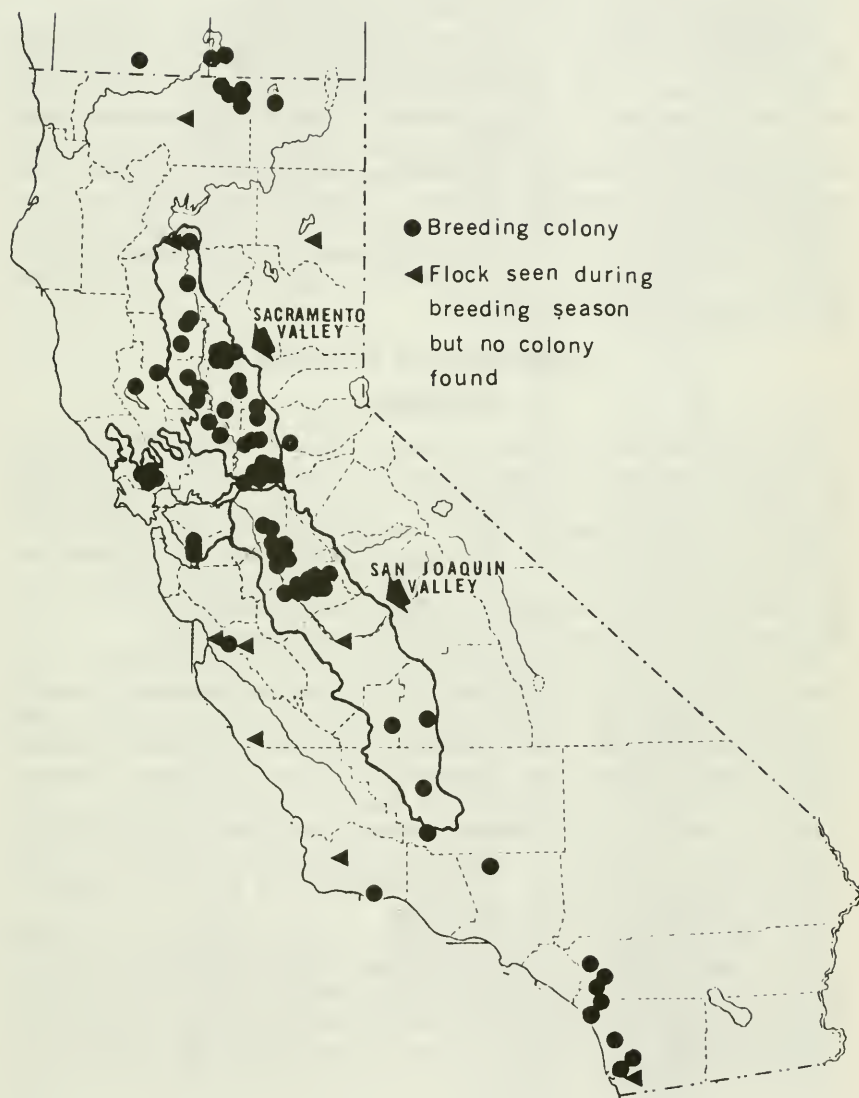 Breeding colony
Flock seen during
breeding season
but no colony
found
SACRAMENTO
VALLEY
SAN JOAQUIN
VALLEY